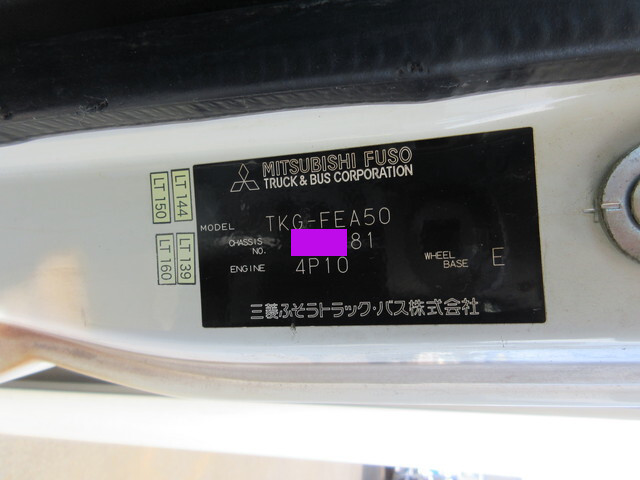 MITSUBISHI FUSO
TRUCK & BUS CORPORATION
MODEL TKG-FEA50
CHASSIS NO. 81
ENGINE 4P10
WHEEL BASE E
三菱ふそうトラック・バス株式会社
LT 150
LT 144
LT 160
LT 139